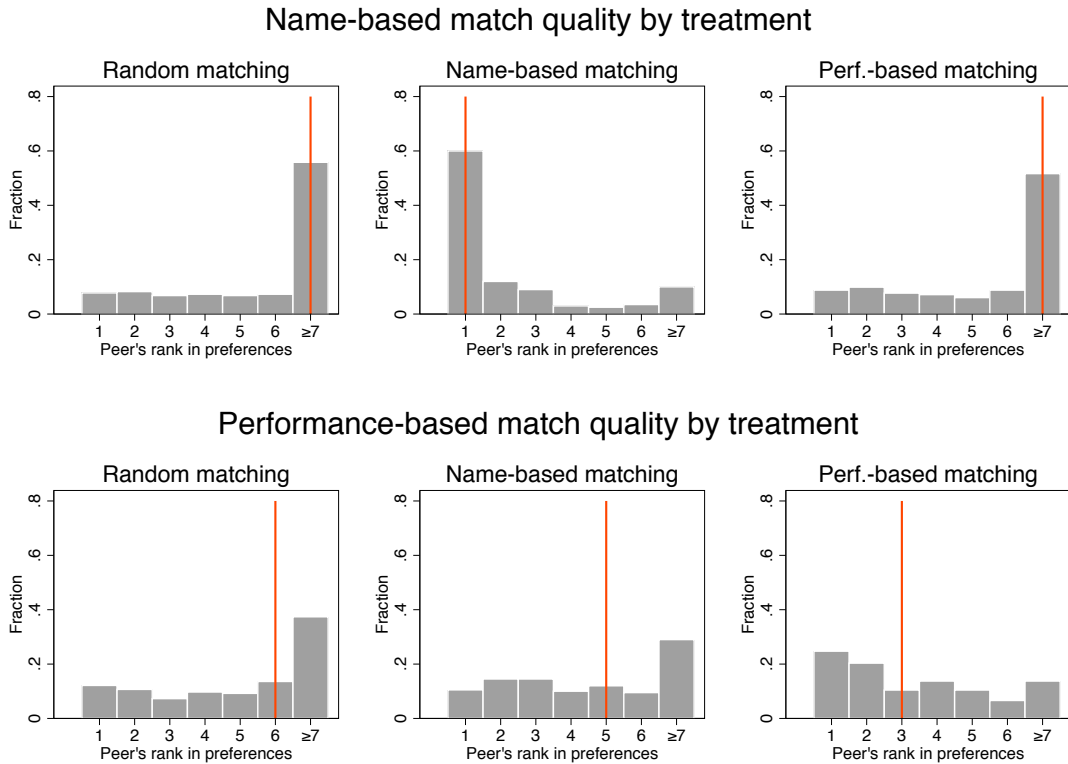 Name-based match quality by treatment
Random matching
Name-based matching
Perf.-based matching
Fraction
0
.2
.4
.6
.8
1 2 3 4 5 6 ≥7
Peer's rank in preferences
Fraction
0
.2
.4
.6
.8
1 2 3 4 5 6 ≥7
Peer's rank in preferences
Fraction
0
.2
.4
.6
.8
1 2 3 4 5 6 ≥7
Peer's rank in preferences
Performance-based match quality by treatment
Random matching
Name-based matching
Perf.-based matching
Fraction
0
.2
.4
.6
.8
1 2 3 4 5 6 ≥7
Peer's rank in preferences
Fraction
0
.2
.4
.6
.8
1 2 3 4 5 6 ≥7
Peer's rank in preferences
Fraction
0
.2
.4
.6
.8
1 2 3 4 5 6 ≥7
Peer's rank in preferences